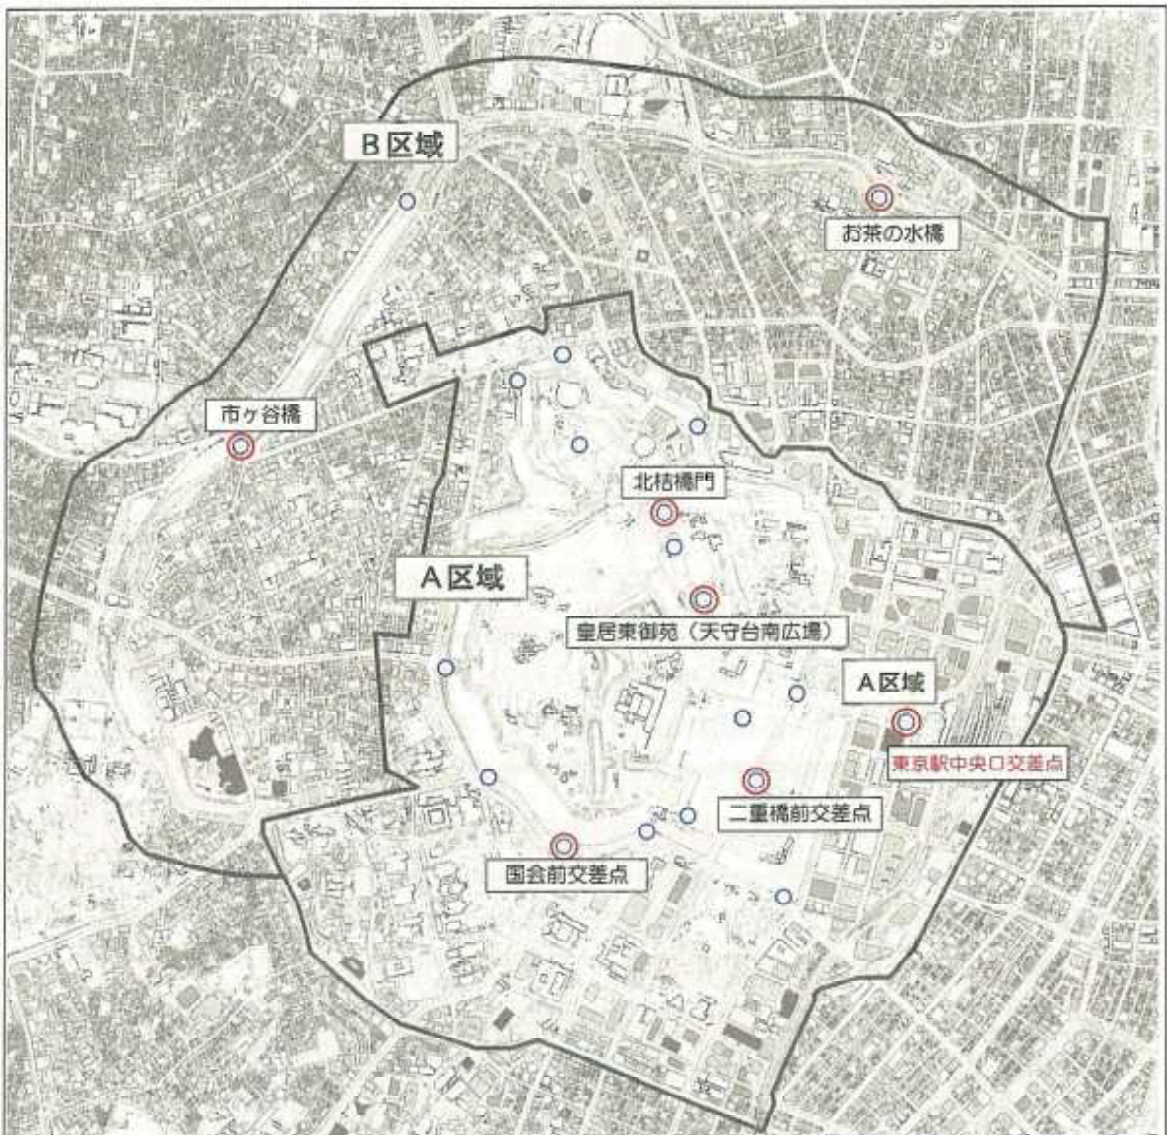 B区域
お茶の水橋
市ヶ谷橋
北桔橋門
A区域
皇居東御苑（天守台南広場）
A区域
東京駅中央口交差点
二重橋前交差点
国会前交差点